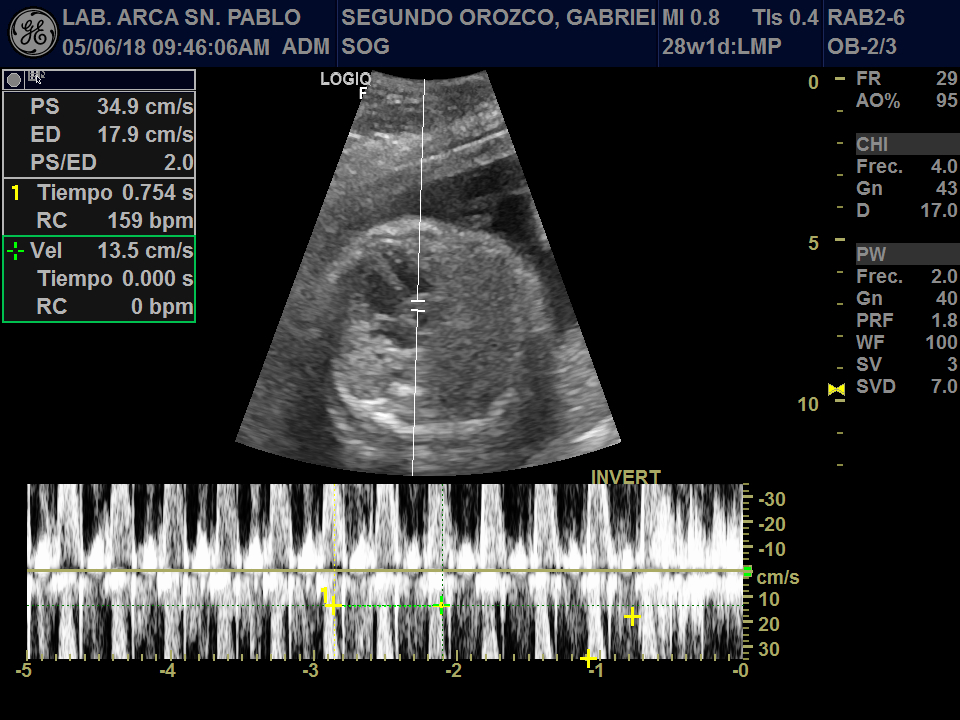 LAB. ARCA SN. PABLO
05/06/18 09:46:06AM ADM
SEGUNDO OROZCO, GABRIEL
SOG
MI 0.8 TIs 0.4
28w1d:LMP
RAB2-6
OB-2/3
PS 34.9 cm/s
ED 17.9 cm/s
PS/ED 2.0
1 Tiempo 0.754 s
RC 159 bpm
Vel 13.5 cm/s
Tiempo 0.000 s
RC 0 bpm
LOGIQ
F
0
5
10
FR 29
AO% 95
CHI
Frec. 4.0
Gn 43
D 17.0
PW
Frec. 2.0
Gn 40
PRF 1.8
WF 100
SV 3
SVD 7.0
INVERT
-30
-20
-10
cm/s
10
20
30
1
-5 -4 -3 -2 -1 -0